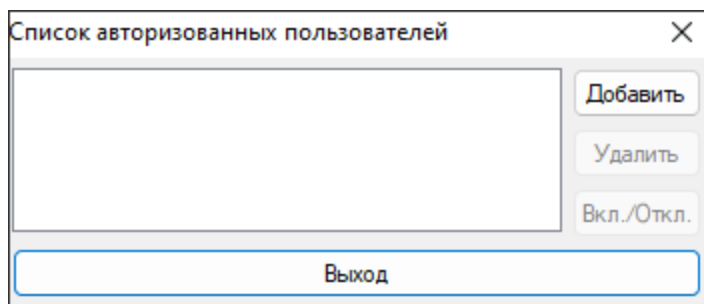 Список авторизованных пользователей
Добавить
Удалить
Вкл./Откл.
Выход